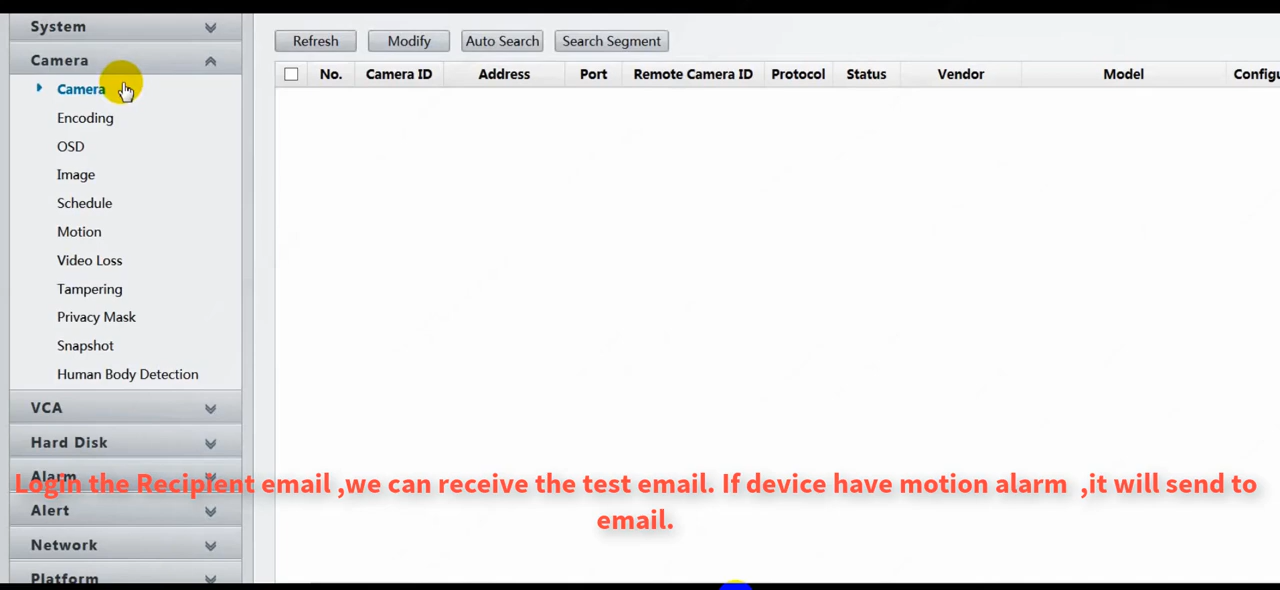 System
Refresh Modify Auto Search Search Segment
Camera
No. Camera ID Address Port Remote Camera ID Protocol Status Vendor Model Configu
Camera
Encoding
OSD
Image
Schedule
Motion
Video Loss
Tampering
Privacy Mask
Snapshot
Human Body Detection
VCA
Hard Disk
Alarm
Login the Recipient email ,we can receive the test email. If device have motion alarm ,it will send to
email.
Alert
Network
Platform